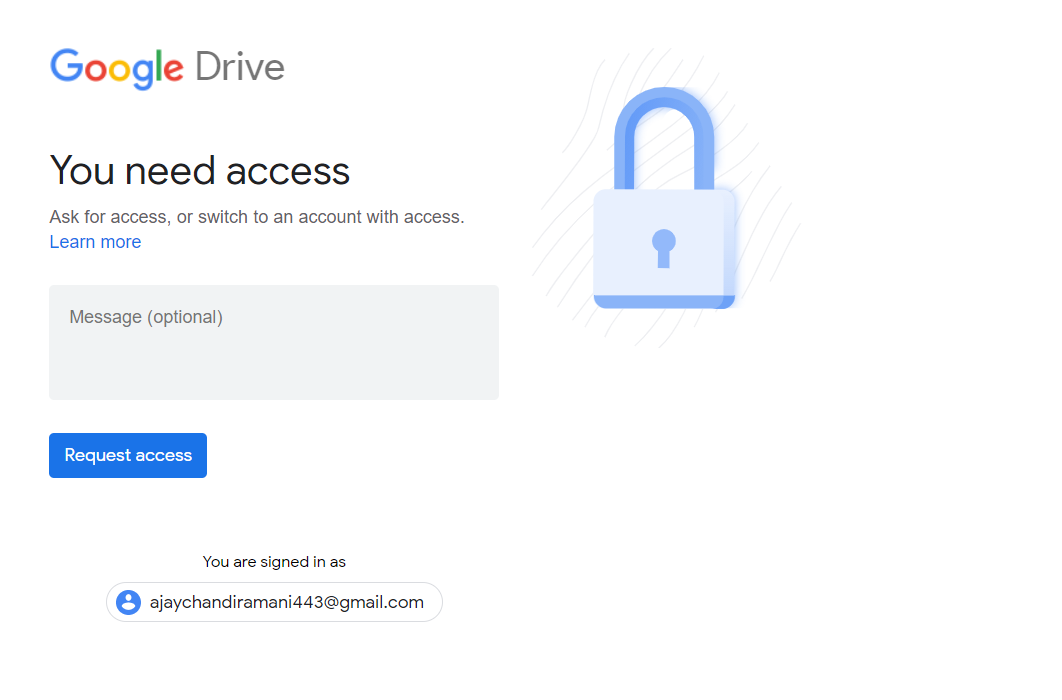 Google Drive
You need access
Ask for access, or switch to an account with access.
Learn more
Message (optional)
Request access
You are signed in as
ajaychandiramani443@gmail.com